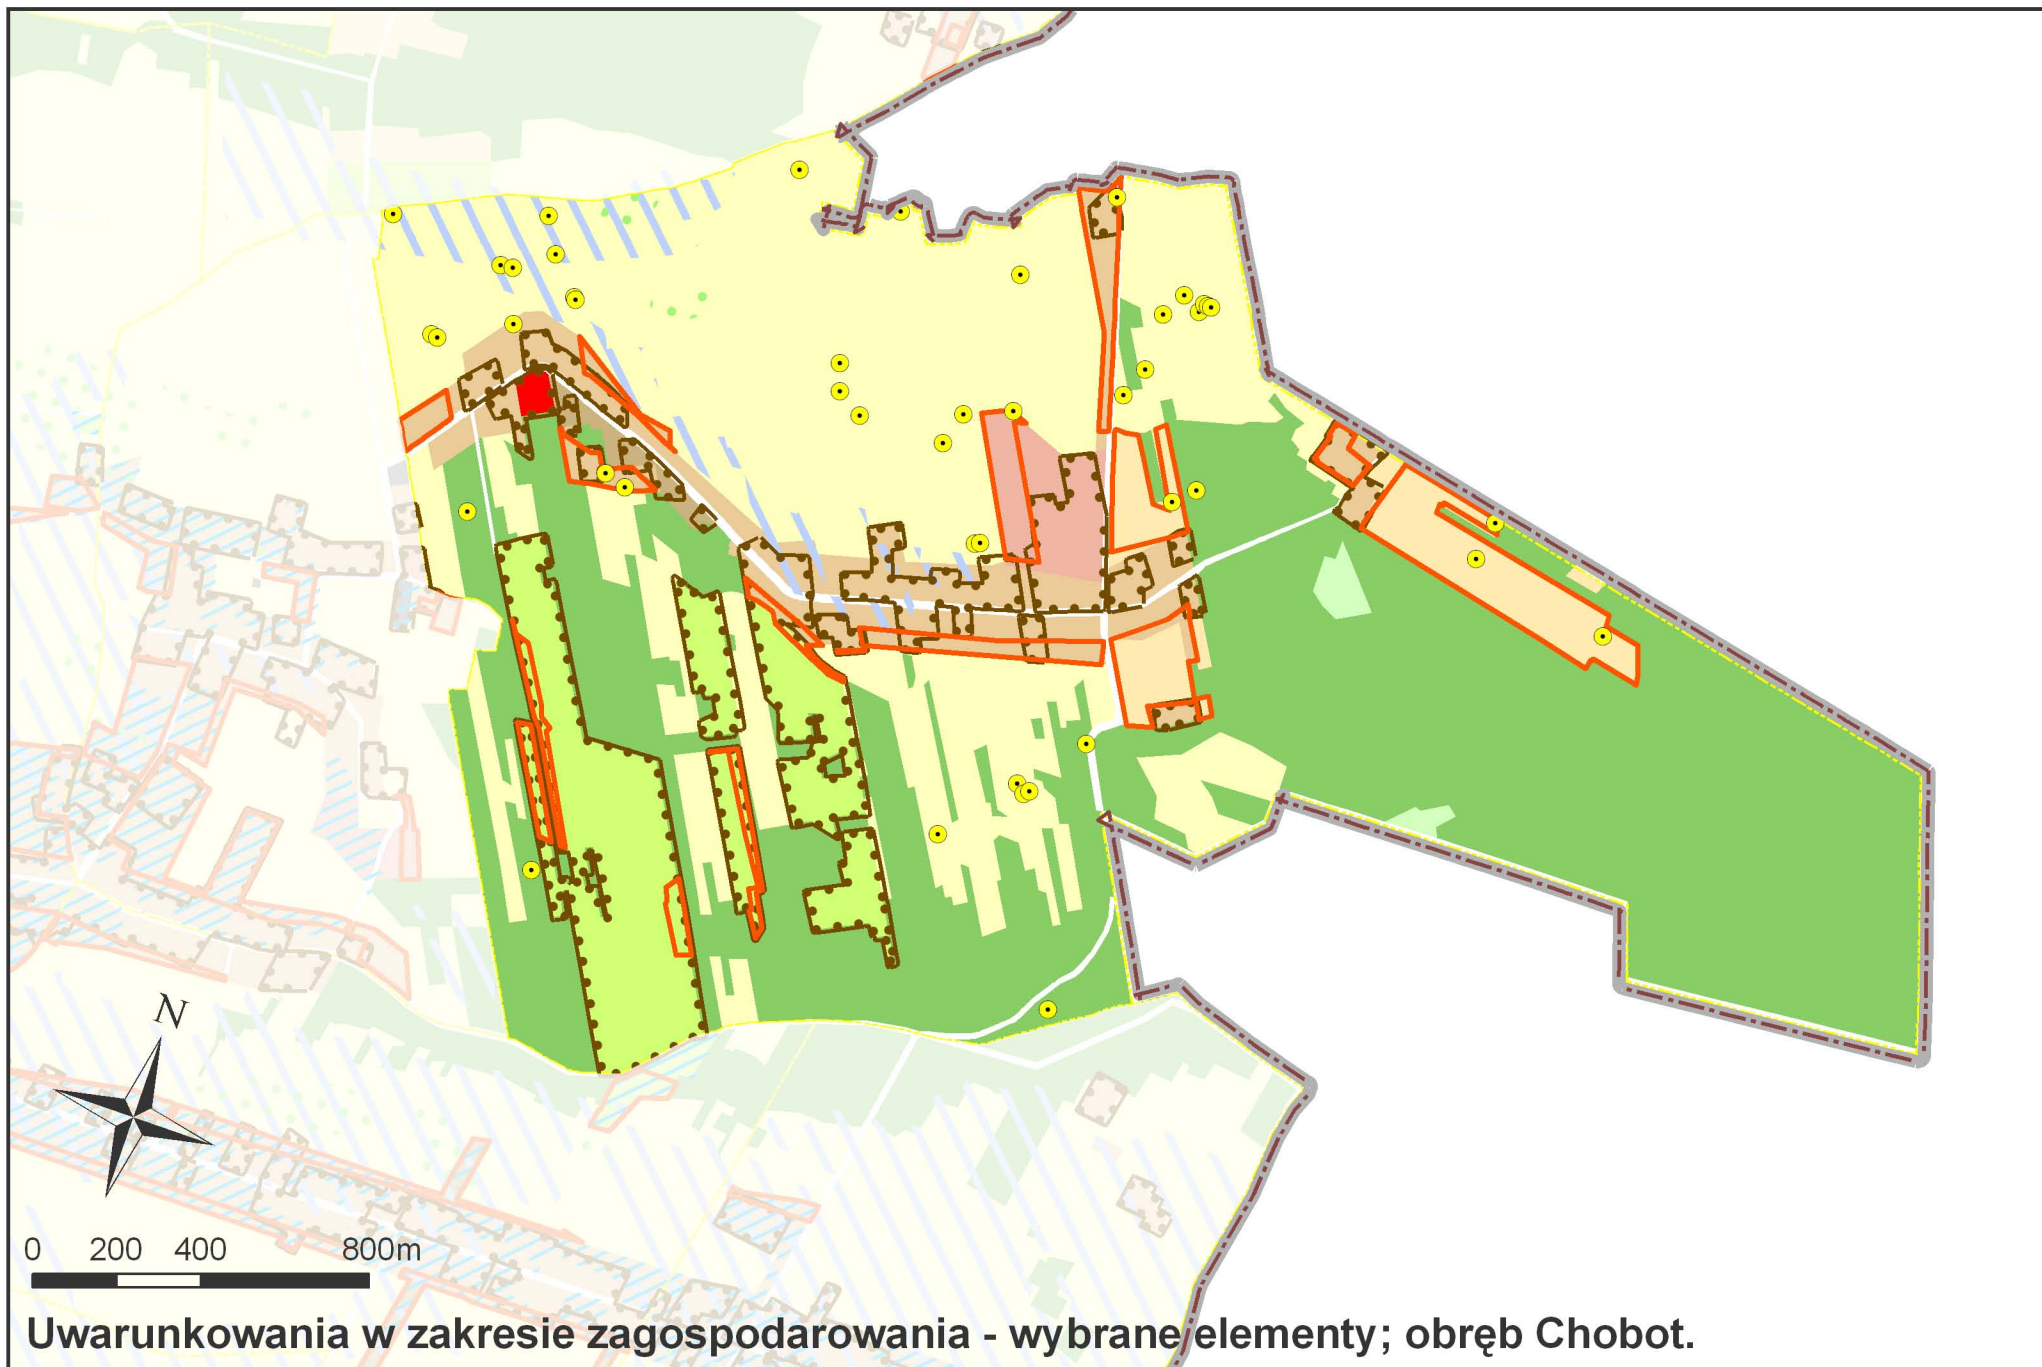 N
0 200 400 800m
Uwarunkowania w zakresie zagospodarowania - wybrane elementy; obręb Chobot.